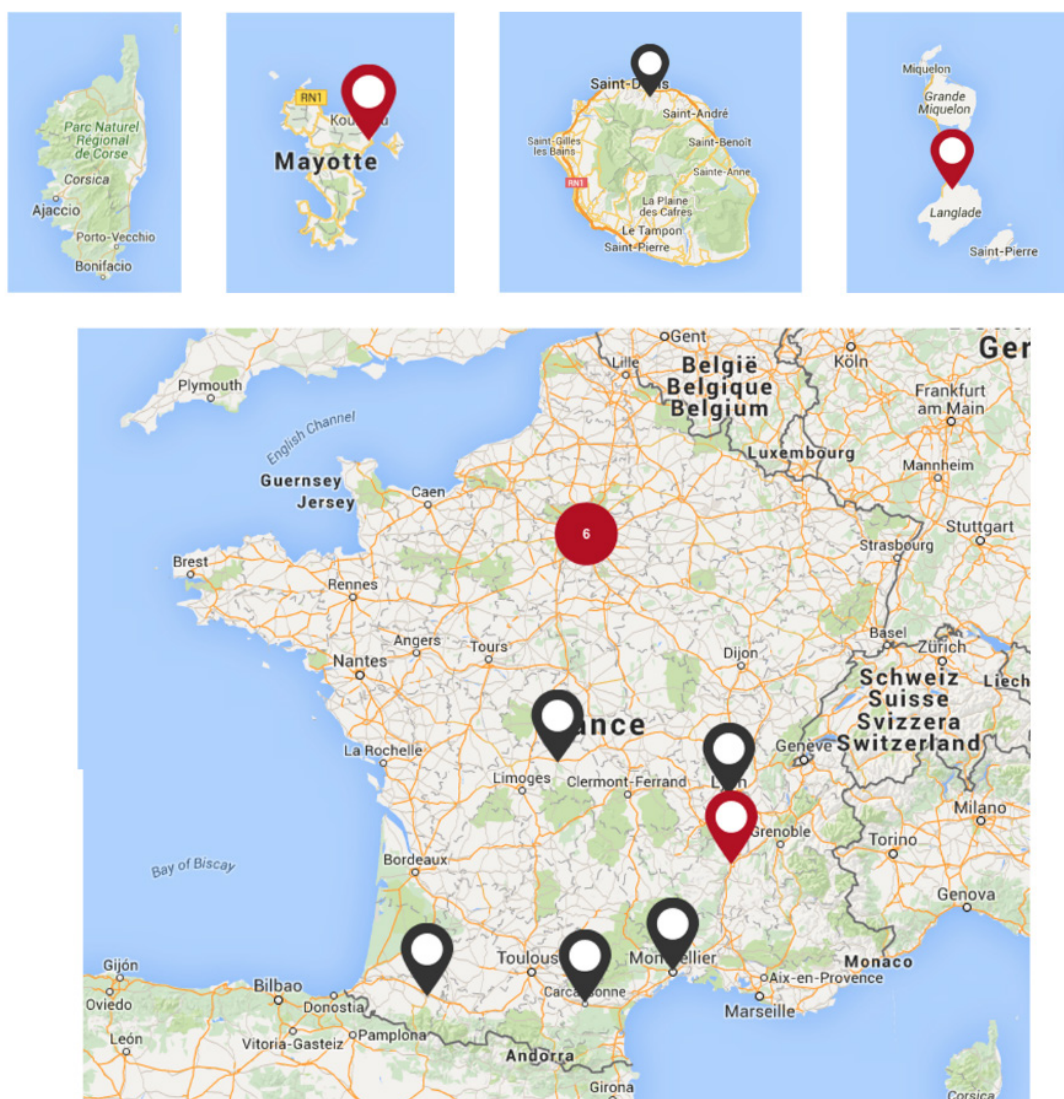 Parc Naturel
Régional
de Corse
Corsica
Ajaccio
Porto-Vecchio
Bonifacio
RN1
Mayotte
Saint-André
Saint-Gilles
les Bains
Saint-Benoît
RN1
Sainte-Anne
La Plaine
des Cafres
Le Tampon
Saint-Pierre
Miquelon
Grande
Miquelon
Langlade
Saint-Pierre
Gent
Lille
België
Belgique
Belgium
Köln
Ger
Plymouth
Frankfurt
am Main
English Channel
Luxembourg
Mannheim
Guernsey
Jersey
Caen
6
Stuttgart
Strasbourg
Brest
Rennes
Angers
Tours
Basel
Zürich
Nantes
Dijon
Schweiz
Suisse
Svizzera
Switzerland
Liech
ance
La Rochelle
Genève
Limoges
Clermont-Ferrand
Milano
Torino
Grenoble
Bordeaux
Bay of Biscay
Genova
Gijón
Toulous
Monaco
Aix-en-Provence
Oviedo
Bilbao
Donostia
Marseille
León
Vitoria-Gasteiz
Pamplona
Andorra
Girona
Corsica